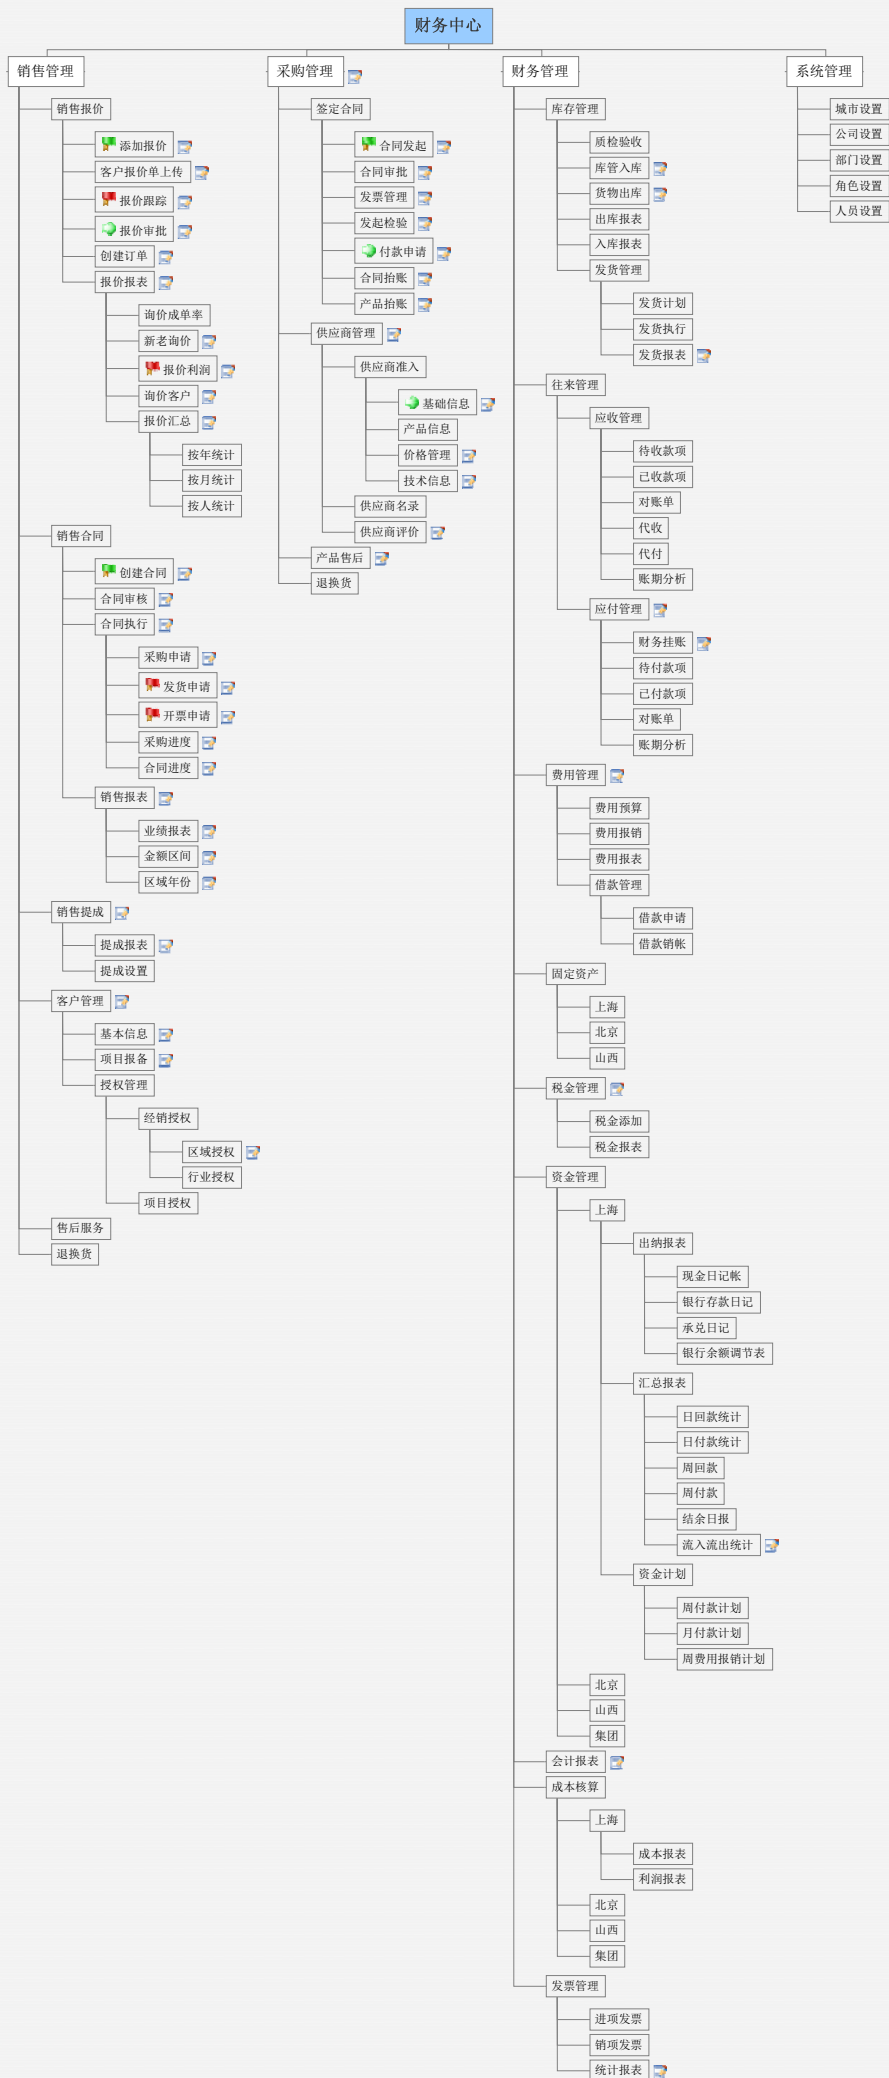 财务中心
销售管理
销售报价
添加报价
客户报价单上传
报价跟踪
报价审批
创建订单
报价报表
询价成单率
新老询价
报价利润
询价客户
报价汇总
按年统计
按月统计
按人统计
销售合同
创建合同
合同审核
合同执行
采购申请
发货申请
开票申请
采购进度
合同进度
销售报表
业绩报表
金额区间
区域年份
销售提成
提成报表
提成设置
客户管理
基本信息
项目报备
授权管理
经销授权
区域授权
行业授权
项目授权
售后服务
退换货
采购管理
签定合同
合同发起
合同审批
发票管理
发起检验
付款申请
合同抬账
产品抬账
供应商管理
供应商准入
基础信息
产品信息
价格管理
技术信息
供应商名录
供应商评价
产品售后
退换货
财务管理
库存管理
质检验收
库管入库
货物出库
出库报表
入库报表
发货管理
发货计划
发货执行
发货报表
往来管理
应收管理
待收款项
已收款项
对账单
代收
代付
账期分析
应付管理
财务挂账
待付款项
已付款项
对账单
账期分析
费用管理
费用预算
费用报销
费用报表
借款管理
借款申请
借款销帐
固定资产
上海
北京
山西
税金管理
税金添加
税金报表
资金管理
上海
出纳报表
现金日记帐
银行存款日记
承兑日记
银行余额调节表
汇总报表
日回款统计
日付款统计
周回款
周付款
结余日报
流入流出统计
资金计划
周付款计划
月付款计划
周费用报销计划
北京
山西
集团
会计报表
成本核算
上海
成本报表
利润报表
北京
山西
集团
发票管理
进项发票
销项发票
统计报表
系统管理
城市设置
公司设置
部门设置
角色设置
人员设置